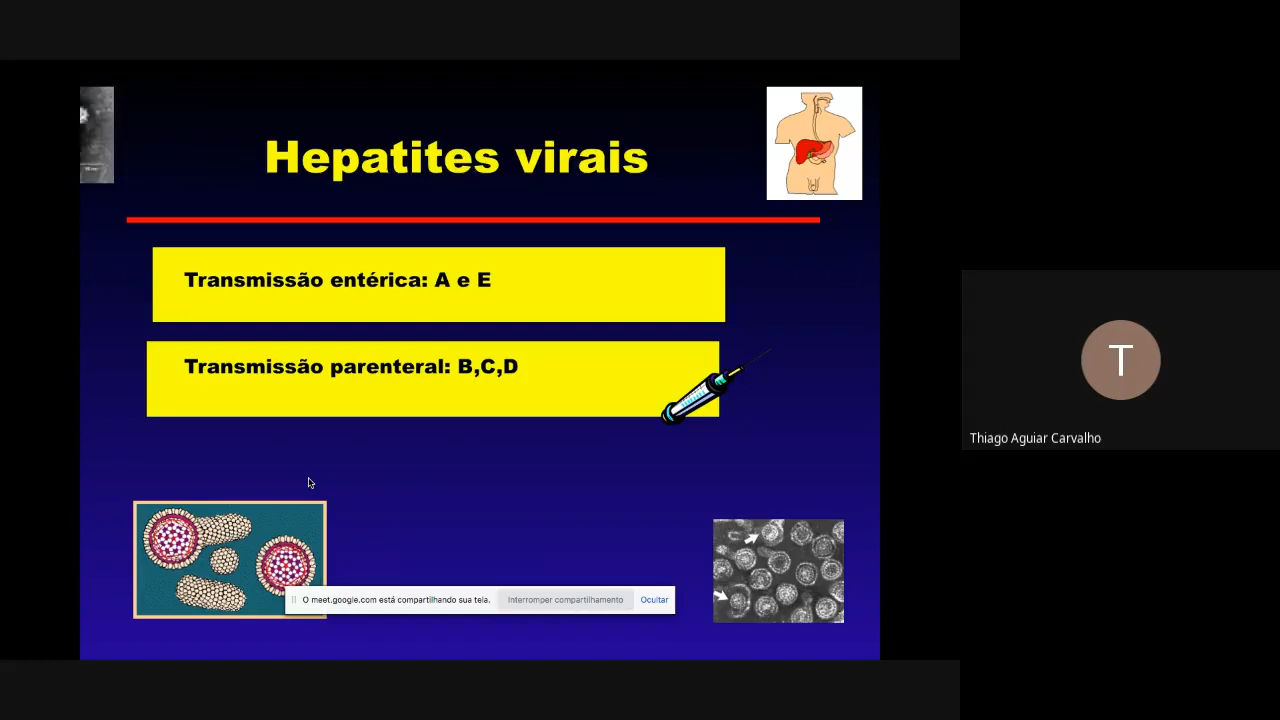 Hepatites virais
Transmissão entérica: A e E
Transmissão parenteral: B,C,D
O meet.google.com está compartilhando sua tela.
Interromper compartilhamento
Ocultar
T
Thiago Aguiar Carvalho